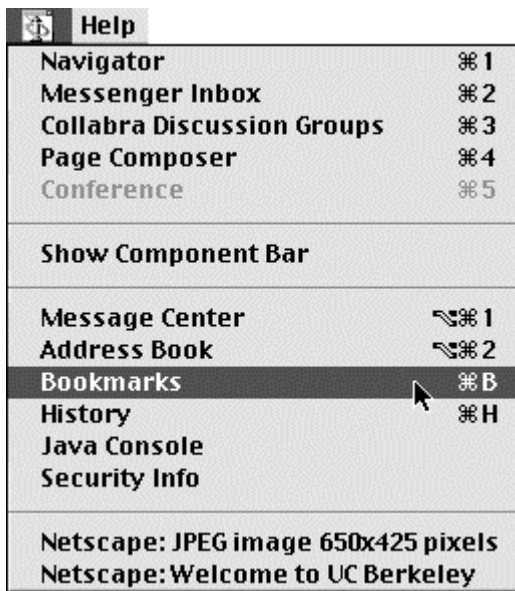 Help
Navigator ⌘1
Messenger Inbox ⌘2
Collabra Discussion Groups ⌘3
Page Composer ⌘4
Conference ⌘5
Show Component Bar
Message Center ⌥⌘1
Address Book ⌥⌘2
Bookmarks ⌘B
History ⌘H
Java Console
Security Info
Netscape: JPEG image 650x425 pixels
Netscape: Welcome to UC Berkeley